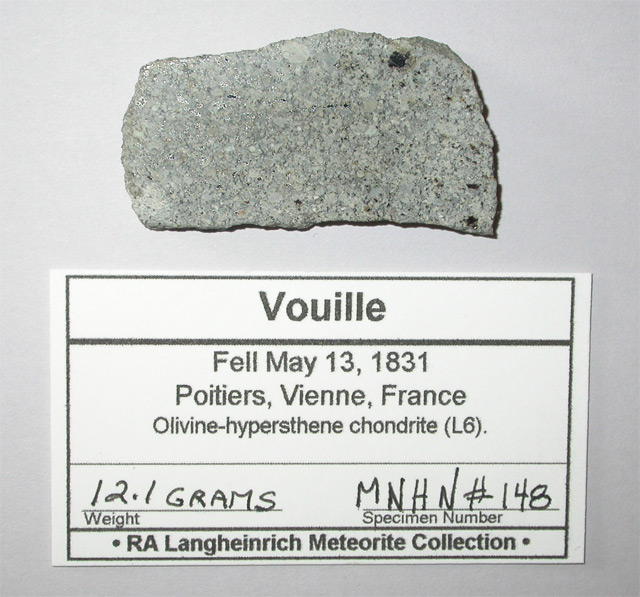 Vouille
Fell May 13, 1831
Poitiers, Vienne, France
Olivine-hypersthene chondrite (L6).
12.1 GRAMS MNHN#148
Weight Specimen Number
• RA Langheinrich Meteorite Collection •